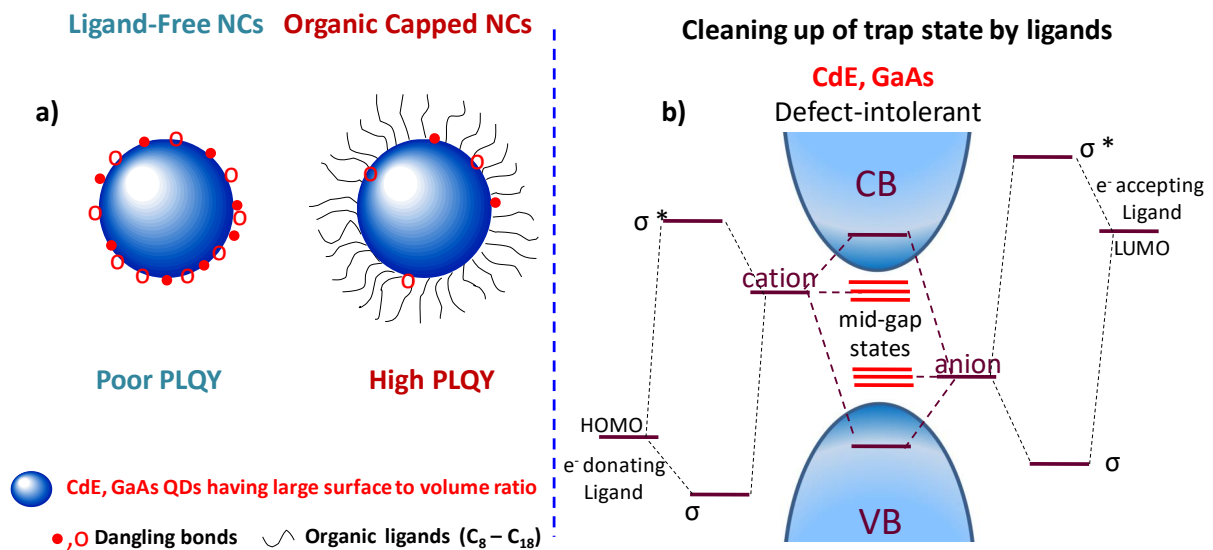 Ligand-Free NCs
Organic Capped NCs
a)
Poor PLQY
High PLQY
CdE, GaAs QDs having large surface to volume ratio
●,O Dangling bonds
Organic ligands (C₈ – C₁₈)
Cleaning up of trap state by ligands
CdE, GaAs
Defect-intolerant
b)
CB
σ *
σ *
e⁻ accepting
Ligand
LUMO
cation
mid-gap
states
anion
HOMO
e⁻ donating
Ligand
σ
σ
VB